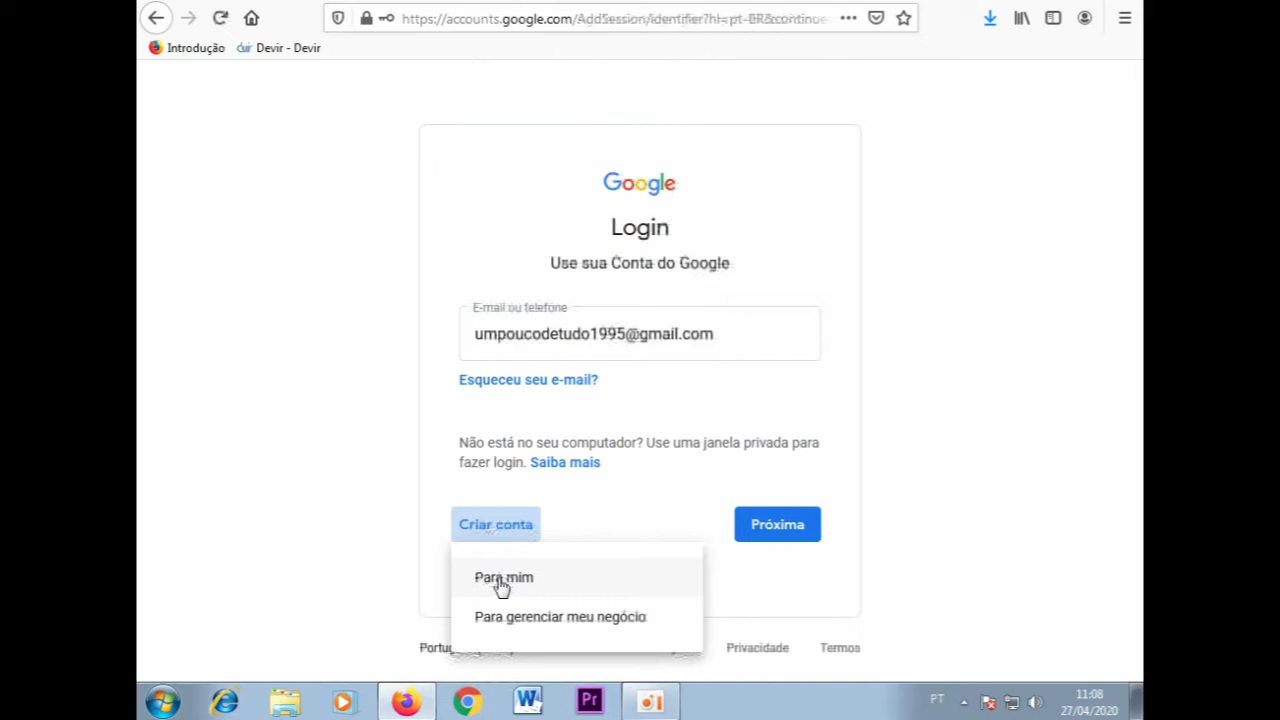 https://accounts.google.com/AddSession/identifier?hl=pt-BR&continue
Introdução Devir - Devir
Google
Login
Use sua Conta do Google
E-mail ou telefone
umpoucodetudo1995@gmail.com
Esqueceu seu e-mail?
Não está no seu computador? Use uma janela privada para
fazer login. Saiba mais
Criar conta Próxima
Para mim
Para gerenciar meu negócio
Privacidade Termos
PT 11:08
27/04/2020